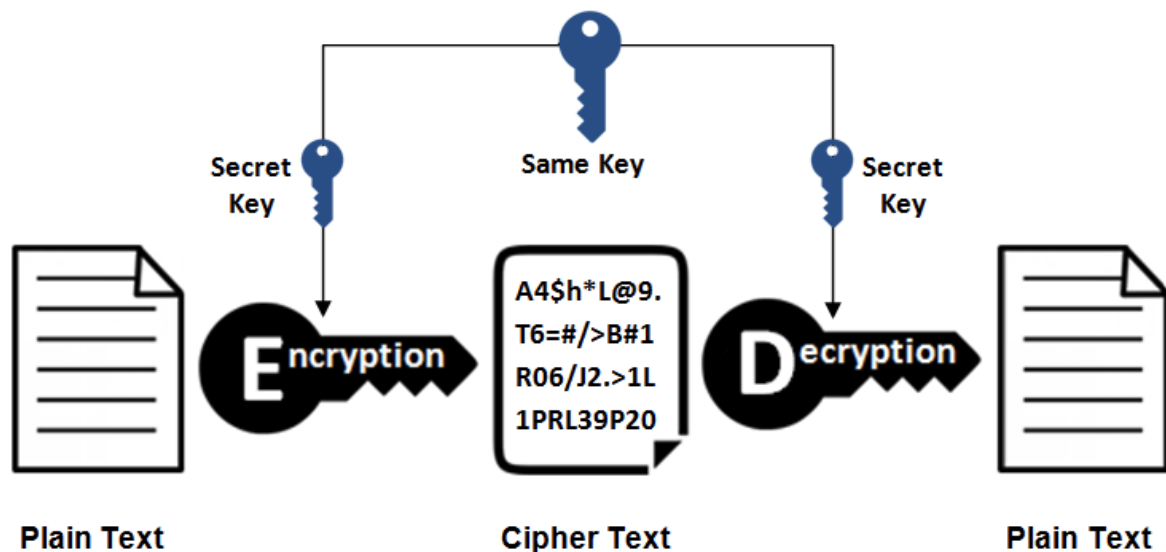 Same Key
Secret
Key
Secret
Key
Encryption
A4$h*L@9.
T6=#/>B#1
R06/J2.>1L
1PRL39P20
Decryption
Plain Text
Cipher Text
Plain Text